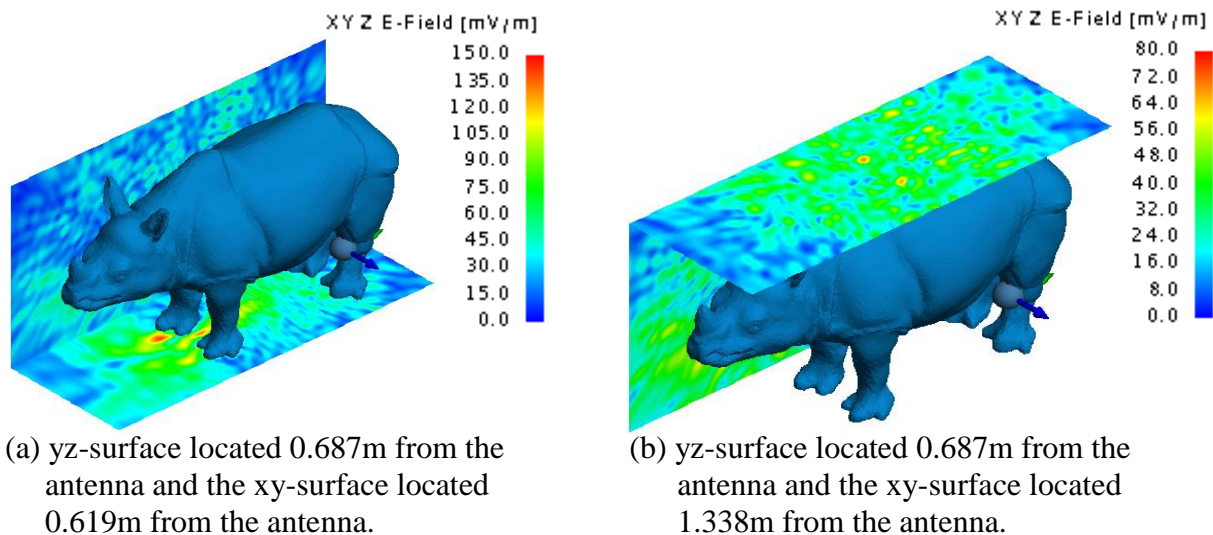 XYZ E-Field [mV/m]
150.0
135.0
120.0
105.0
90.0
75.0
60.0
45.0
30.0
15.0
0.0
(a) yz-surface located 0.687m from the
antenna and the xy-surface located
0.619m from the antenna.
XYZ E-Field [mV/m]
80.0
72.0
64.0
56.0
48.0
40.0
32.0
24.0
16.0
8.0
0.0
(b) yz-surface located 0.687m from the
antenna and the xy-surface located
1.338m from the antenna.